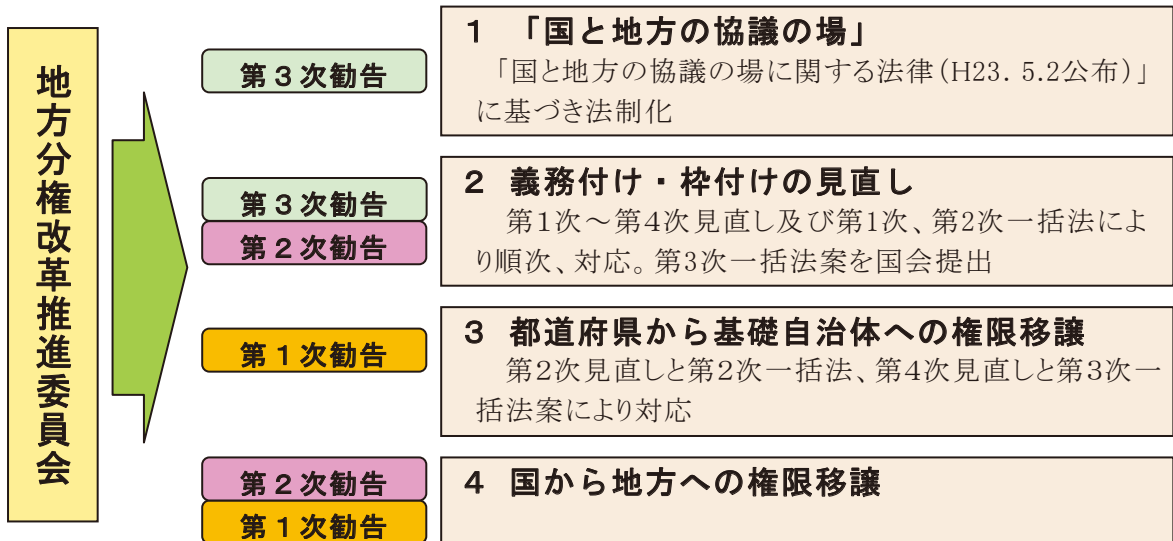 地方分権改革推進委員会
第3次勧告
1 「国と地方の協議の場」
「国と地方の協議の場に関する法律(H23. 5.2公布)」
に基づき法制化
第3次勧告
第2次勧告
2 義務付け・枠付けの見直し
第1次～第4次見直し及び第1次、第2次一括法によ
り順次、対応。第3次一括法案を国会提出
第1次勧告
3 都道府県から基礎自治体への権限移譲
第2次見直しと第2次一括法、第4次見直しと第3次一
括法案により対応
第2次勧告
第1次勧告
4 国から地方への権限移譲